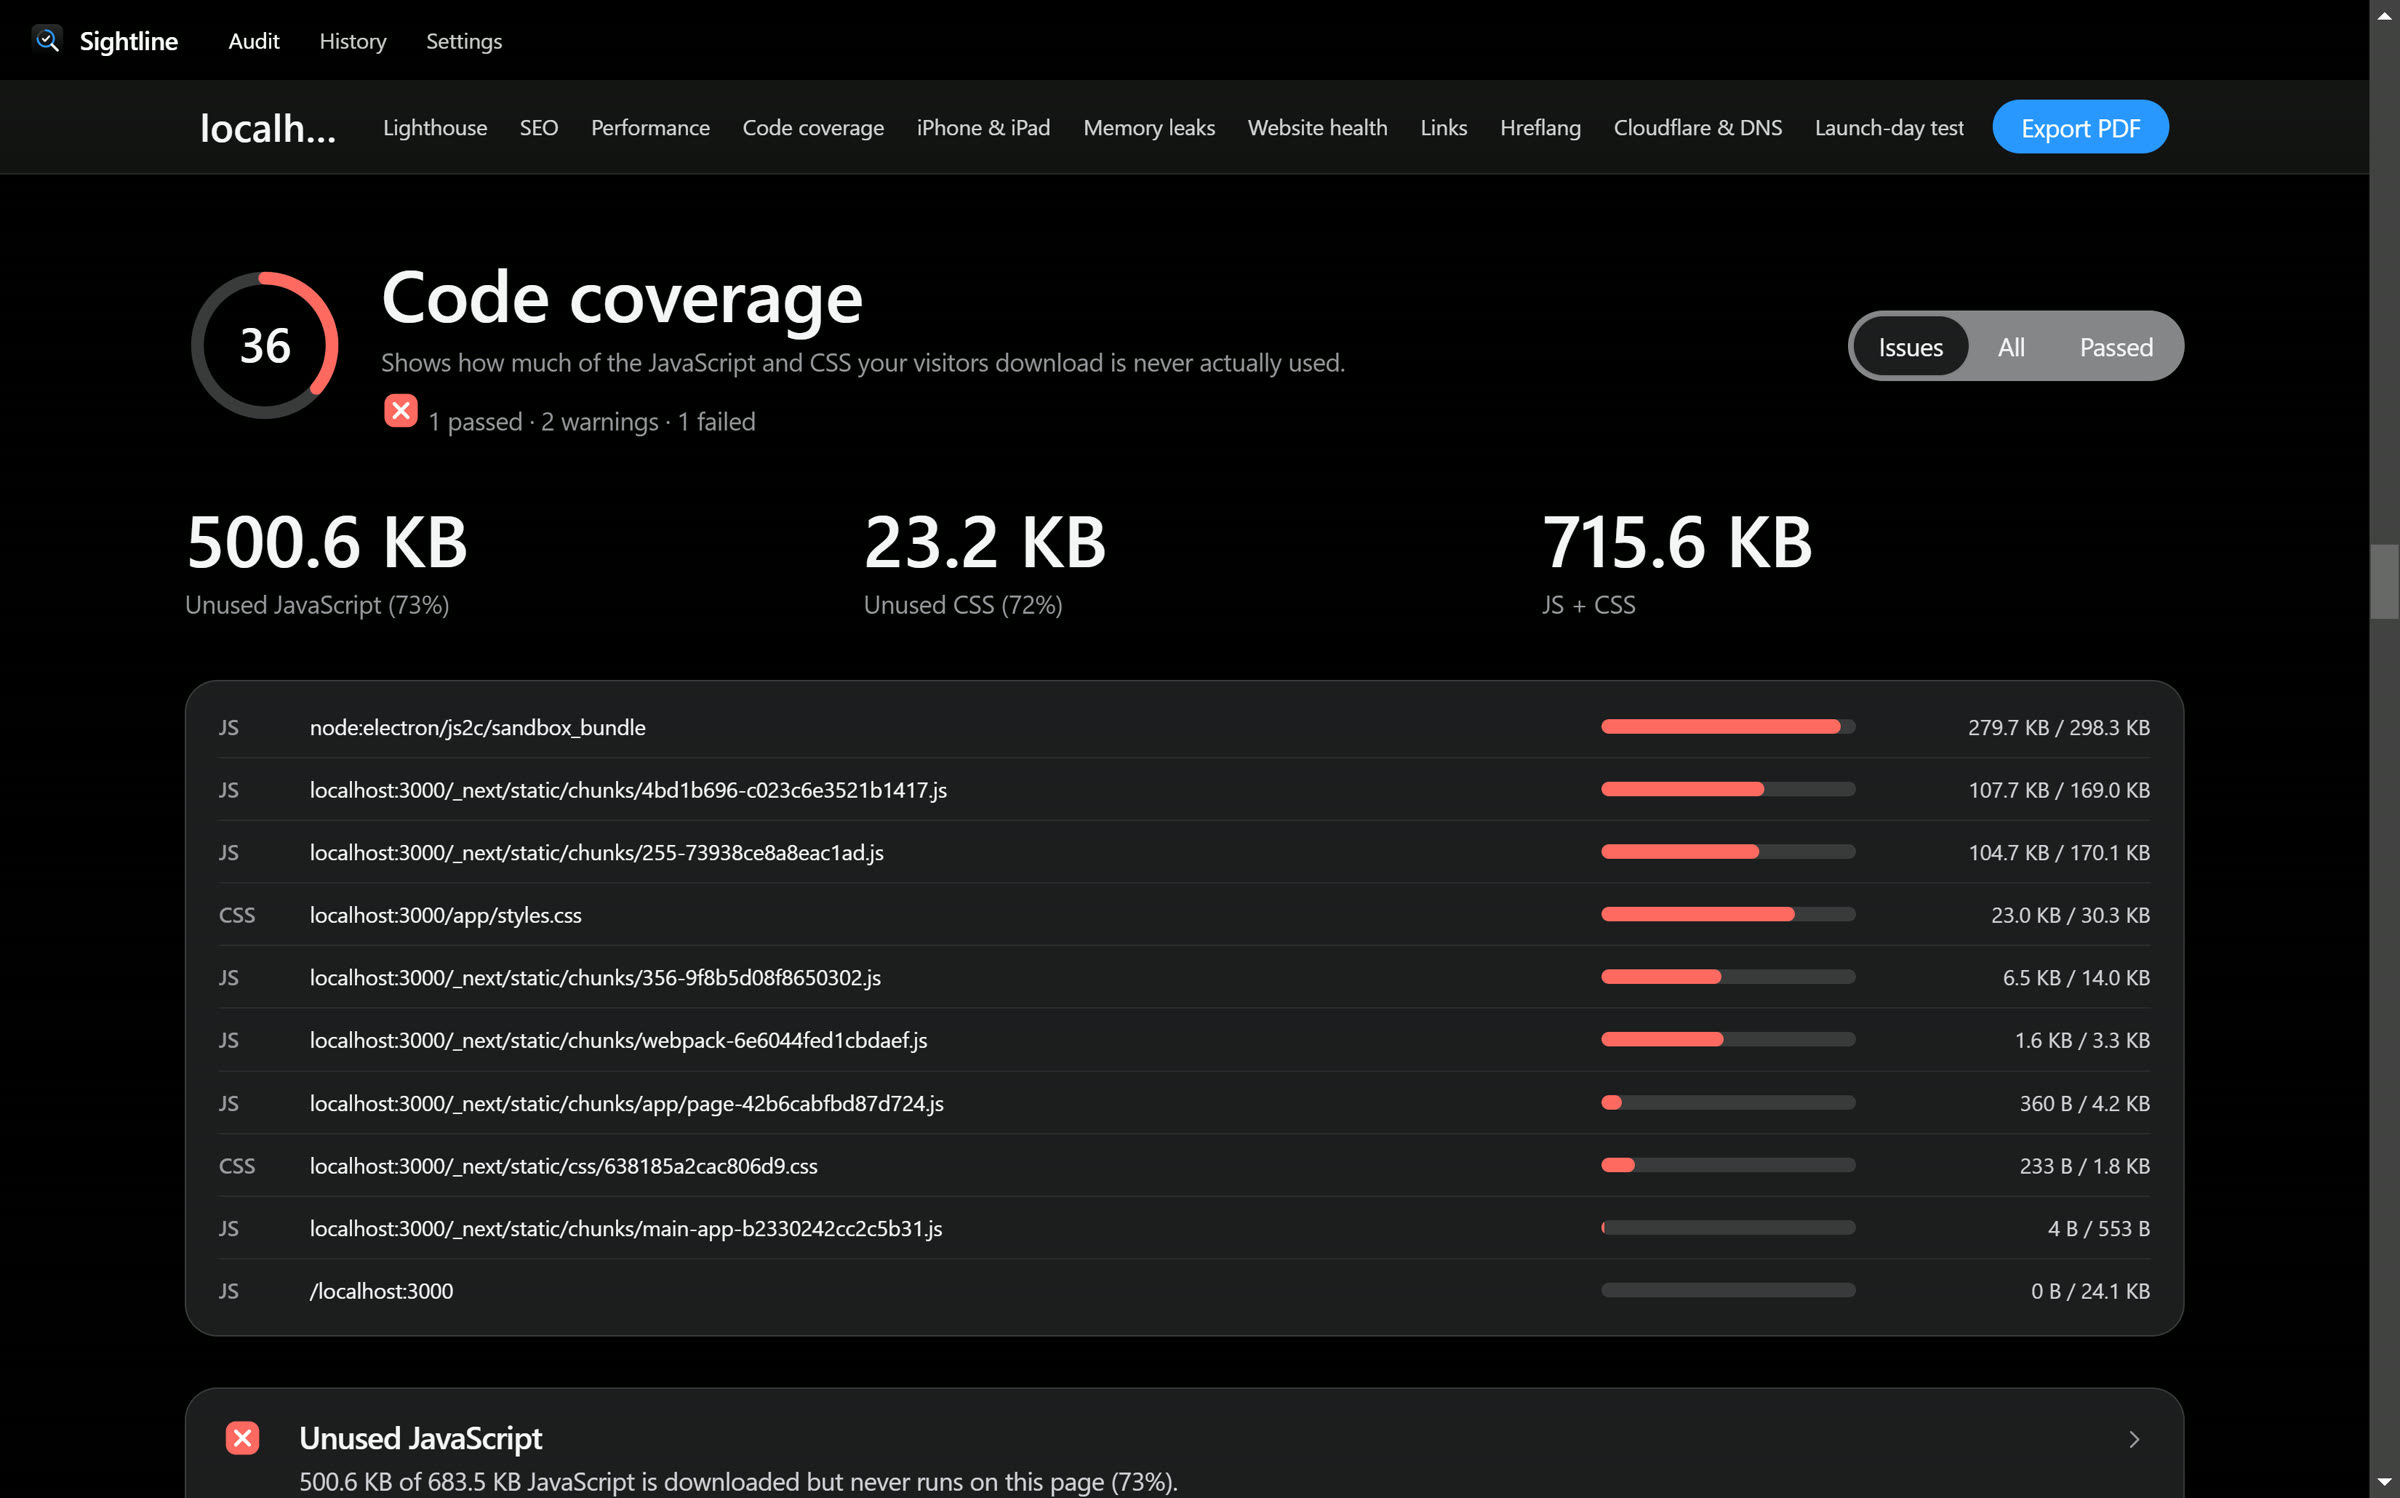 Sightline
Audit
History
Settings
localh...
Lighthouse
SEO
Performance
Code coverage
iPhone & iPad
Memory leaks
Website health
Links
Hreflang
Cloudflare & DNS
Launch-day test
Export PDF
36
Code coverage
Shows how much of the JavaScript and CSS your visitors download is never actually used.
1 passed · 2 warnings · 1 failed
Issues
All
Passed
500.6 KB
Unused JavaScript (73%)
23.2 KB
Unused CSS (72%)
715.6 KB
JS + CSS
JS node:electron/js2c/sandbox_bundle 279.7 KB / 298.3 KB
JS localhost:3000/_next/static/chunks/4bd1b696-c023c6e3521b1417.js 107.7 KB / 169.0 KB
JS localhost:3000/_next/static/chunks/255-73938ce8a8eac1ad.js 104.7 KB / 170.1 KB
CSS localhost:3000/app/styles.css 23.0 KB / 30.3 KB
JS localhost:3000/_next/static/chunks/356-9f8b5d08f8650302.js 6.5 KB / 14.0 KB
JS localhost:3000/_next/static/chunks/webpack-6e6044fed1cbdaef.js 1.6 KB / 3.3 KB
JS localhost:3000/_next/static/chunks/app/page-42b6cabfbd87d724.js 360 B / 4.2 KB
CSS localhost:3000/_next/static/css/638185a2cac806d9.css 233 B / 1.8 KB
JS localhost:3000/_next/static/chunks/main-app-b2330242cc2c5b31.js 4 B / 553 B
JS /localhost:3000 0 B / 24.1 KB
Unused JavaScript
500.6 KB of 683.5 KB JavaScript is downloaded but never runs on this page (73%).